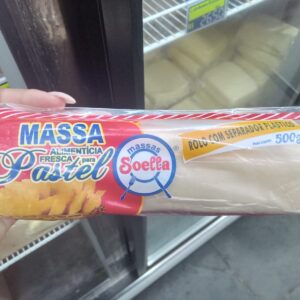 MASSA
ALIMENTÍCIA
FRESCA para
Pastel
massas
Soella
®
ROLO COM SEPARADOR PLÁSTICO
500g